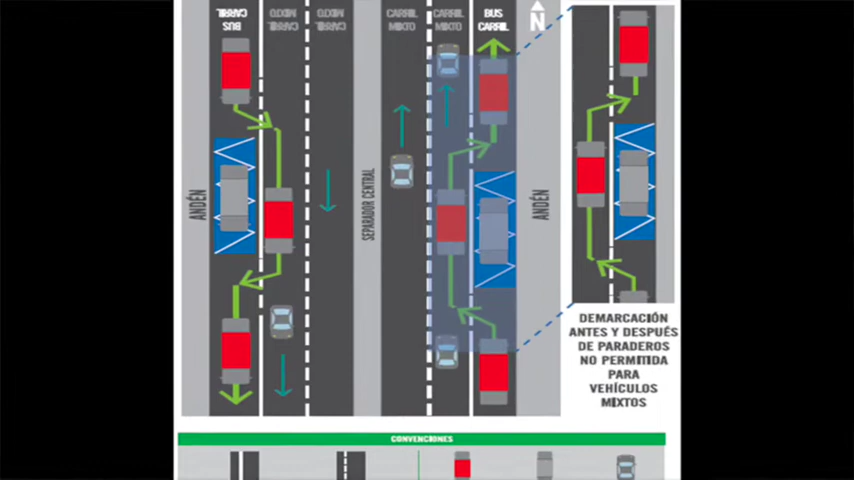 BUS
CARRIL
CARRIL
MIXTO
CARRIL
MIXTO
CARRIL
MIXTO
CARRIL
MIXTO
BUS
CARRIL
N
ANDÉN
SEPARADOR CENTRAL
ANDÉN
DEMARCACIÓN
ANTES Y DESPUÉS
DE PARADEROS
NO PERMITIDA
PARA
VEHÍCULOS
MIXTOS
CONVENCIONES